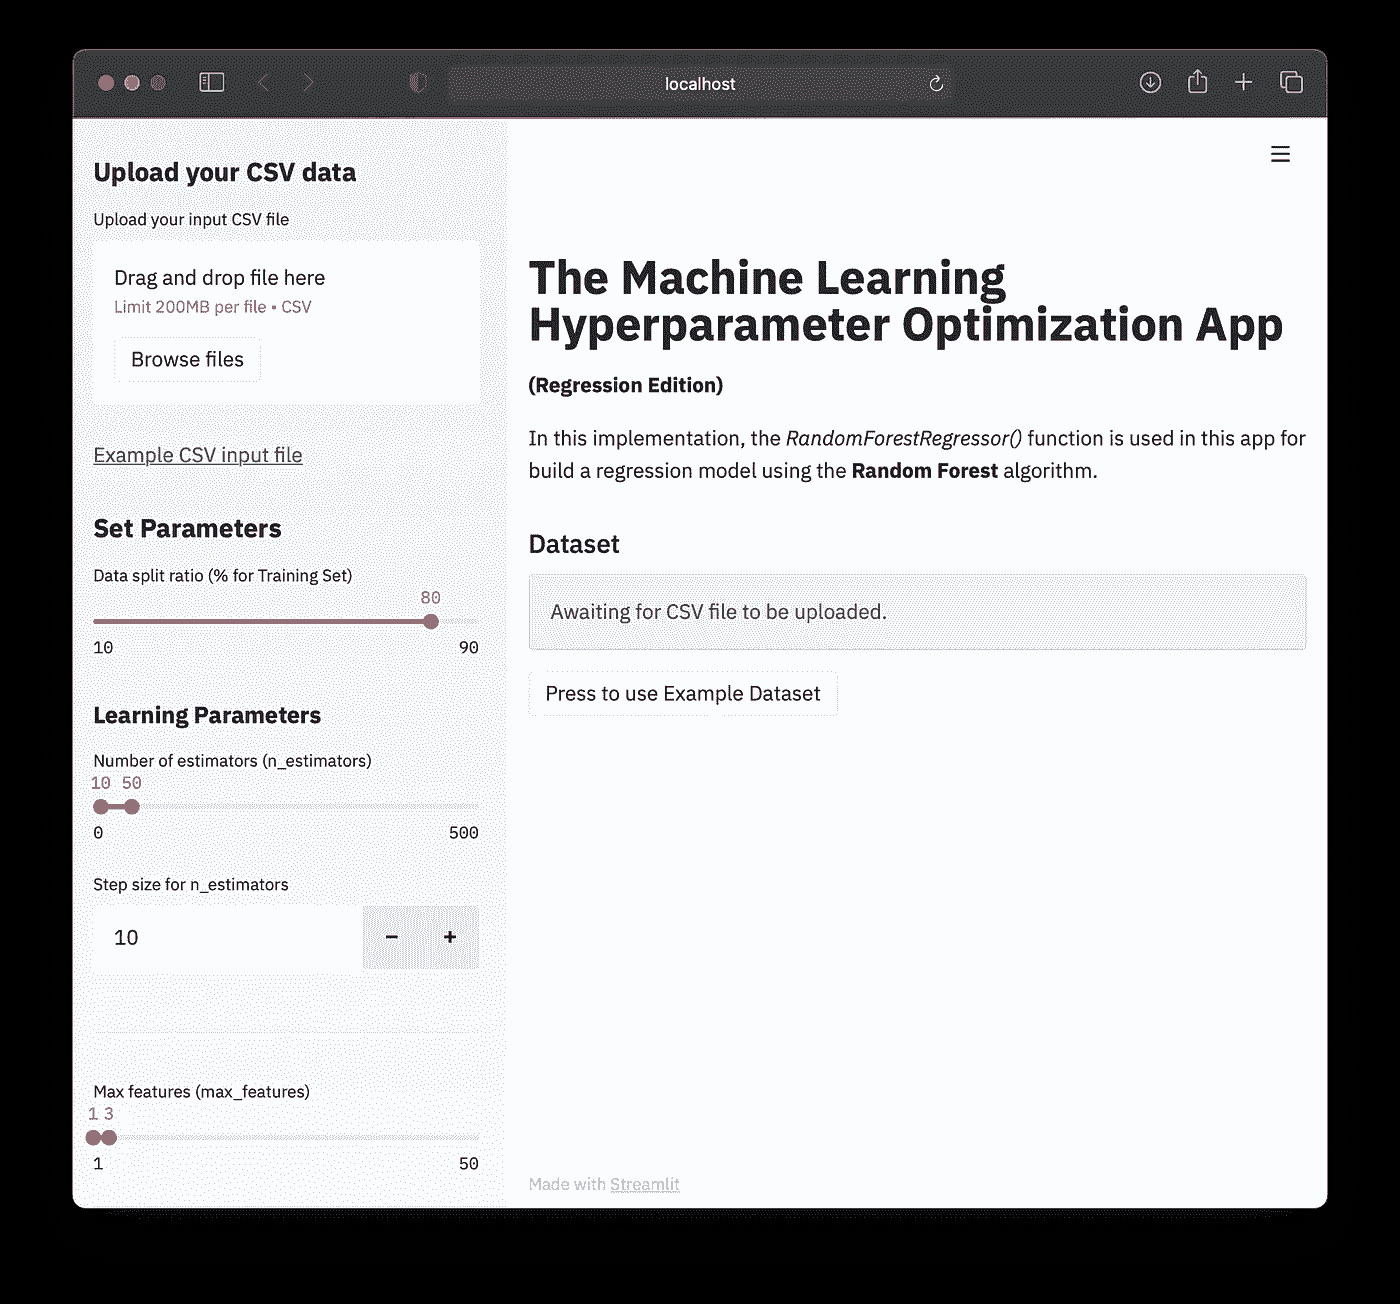 localhost
Upload your CSV data
Upload your input CSV file
Drag and drop file here
Limit 200MB per file • CSV
Browse files
Example CSV input file
Set Parameters
Data split ratio (% for Training Set)
80
10 90
Learning Parameters
Number of estimators (n_estimators)
10 50
0 500
Step size for n_estimators
10 − +
Max features (max_features)
1 3
1 50
The Machine Learning
Hyperparameter Optimization App
(Regression Edition)
In this implementation, the RandomForestRegressor() function is used in this app for
build a regression model using the Random Forest algorithm.
Dataset
Awaiting for CSV file to be uploaded.
Press to use Example Dataset
Made with Streamlit